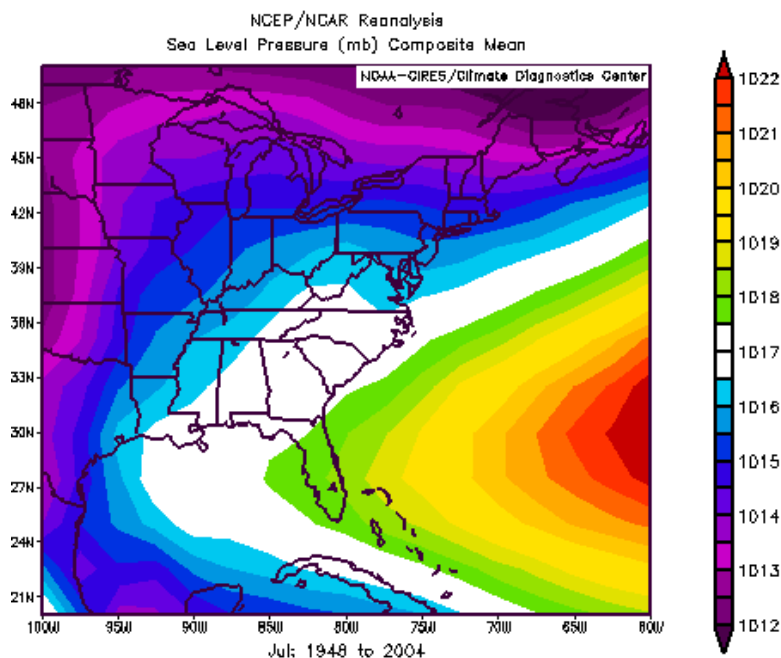 NCEP/NCAR Reanalysis
Sea Level Pressure (mb) Composite Mean
NOAA-CIRES/Climate Diagnostics Center
48N
45N
42N
39N
36N
33N
30N
27N
24N
21N
100W 95W 90W 85W 80W 75W 70W 65W 60W
Jul: 1948 to 2004
1022
1021
1020
1019
1018
1017
1016
1015
1014
1013
1012